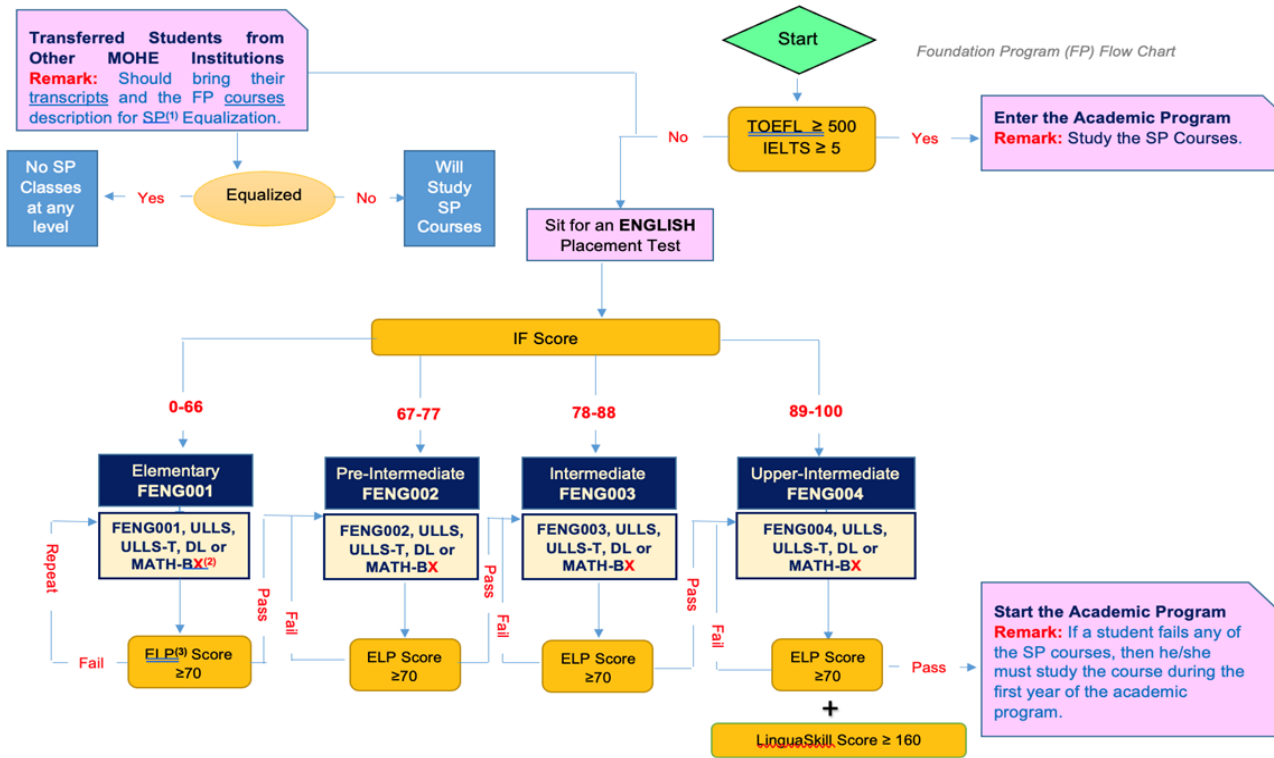 Transferred Students from
Other MOHE Institutions
Remark: Should bring their
transcripts and the FP courses
description for SP(1) Equalization.
Start
Foundation Program (FP) Flow Chart
TOEFL ≥ 500
IELTS ≥ 5
No
Yes
Enter the Academic Program
Remark: Study the SP Courses.
No SP
Classes
at any
level
Yes
Equalized
No
Will
Study
SP
Courses
Sit for an ENGLISH
Placement Test
IF Score
0-66
67-77
78-88
89-100
Elementary
FENG001
Pre-Intermediate
FENG002
Intermediate
FENG003
Upper-Intermediate
FENG004
FENG001, ULLS,
ULLS-T, DL or
MATH-BX(2)
FENG002, ULLS,
ULLS-T, DL or
MATH-BX
FENG003, ULLS,
ULLS-T, DL or
MATH-BX
FENG004, ULLS,
ULLS-T, DL or
MATH-BX
Repeat
Pass
Fail
Pass
Fail
Pass
Fail
Fail
ELP(3) Score
≥70
ELP Score
≥70
ELP Score
≥70
ELP Score
≥70
Pass
+
LinguaSkill Score ≥ 160
Start the Academic Program
Remark: If a student fails any of
the SP courses, then he/she
must study the course during the
first year of the academic
program.